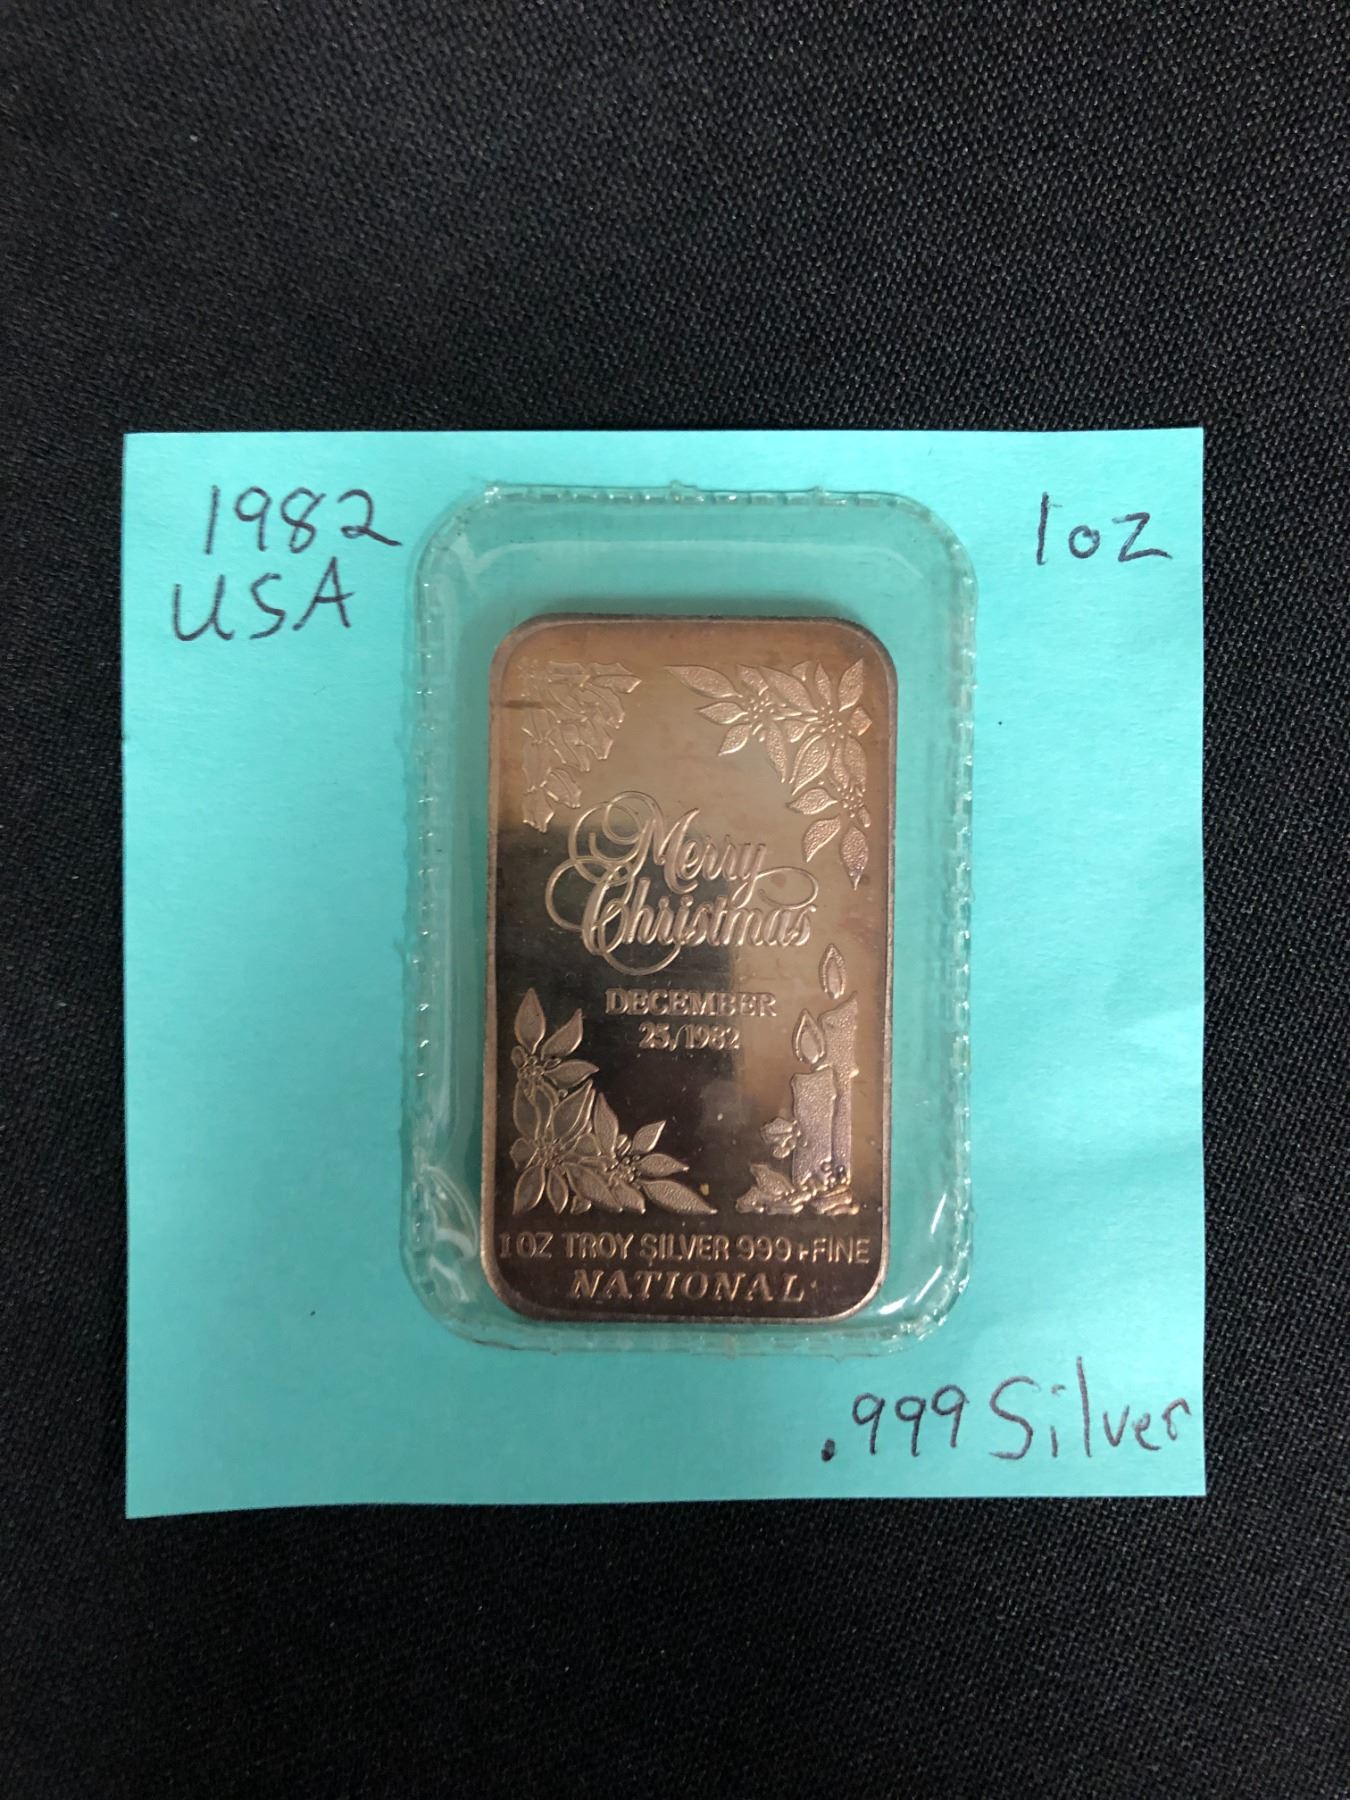 1982
USA
1oz
Merry
Christmas
DECEMBER
25/1982
1 OZ TROY SILVER 999+FINE
NATIONAL
.999 Silver